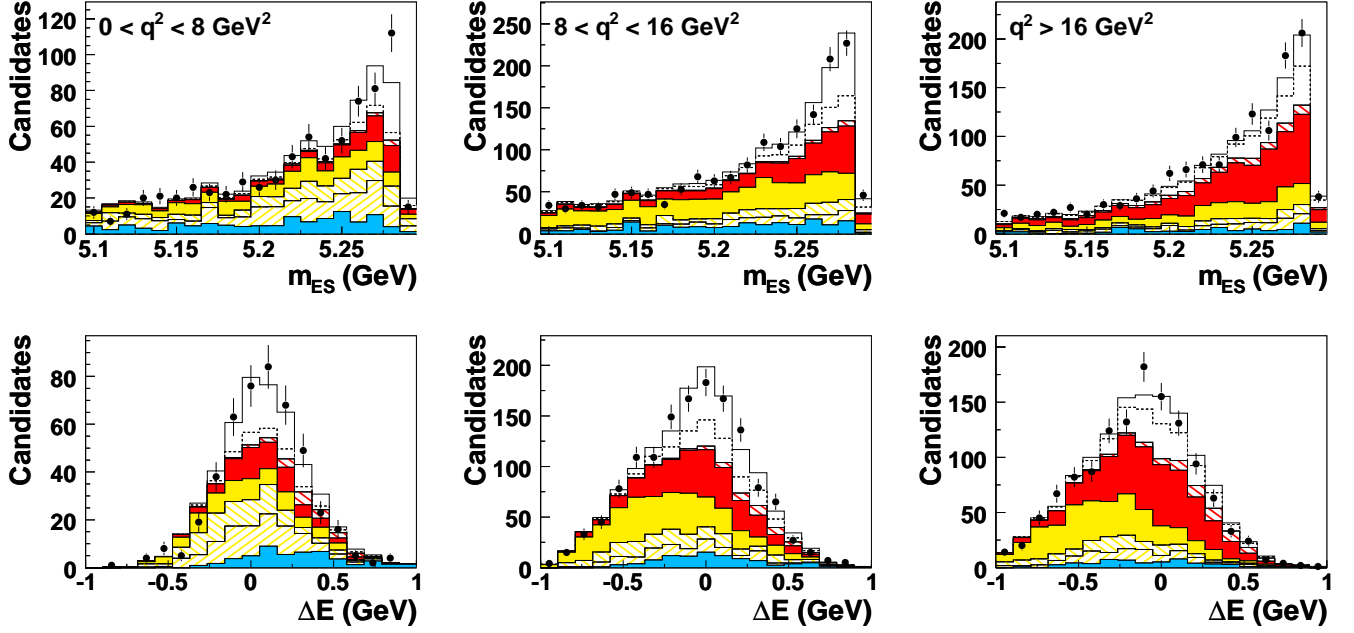 0 < q² < 8 GeV²
Candidates
120
100
80
60
40
20
0
5.1 5.15 5.2 5.25
m_ES (GeV)
8 < q² < 16 GeV²
Candidates
250
200
150
100
50
0
5.1 5.15 5.2 5.25
m_ES (GeV)
q² > 16 GeV²
Candidates
200
150
100
50
0
5.1 5.15 5.2 5.25
m_ES (GeV)
Candidates
80
60
40
20
0
-1 -0.5 0 0.5 1
ΔE (GeV)
Candidates
200
150
100
50
0
-1 -0.5 0 0.5 1
ΔE (GeV)
Candidates
200
150
100
50
0
-1 -0.5 0 0.5 1
ΔE (GeV)